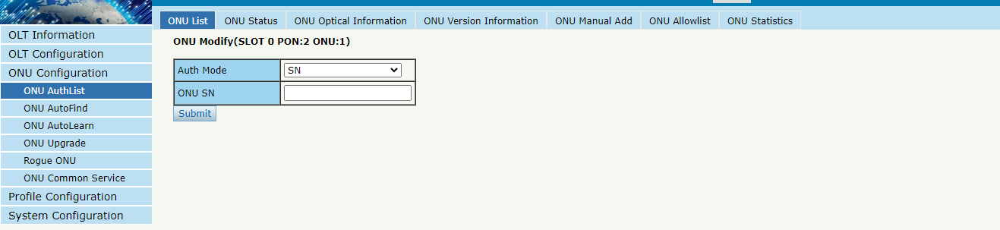 ONU List ONU Status ONU Optical Information ONU Version Information ONU Manual Add ONU Allowlist ONU Statistics
OLT Information
OLT Configuration
ONU Configuration
ONU AuthList
ONU AutoFind
ONU AutoLearn
ONU Upgrade
Rogue ONU
ONU Common Service
Profile Configuration
System Configuration
ONU Modify(SLOT 0 PON:2 ONU:1)
Auth Mode SN
ONU SN
Submit